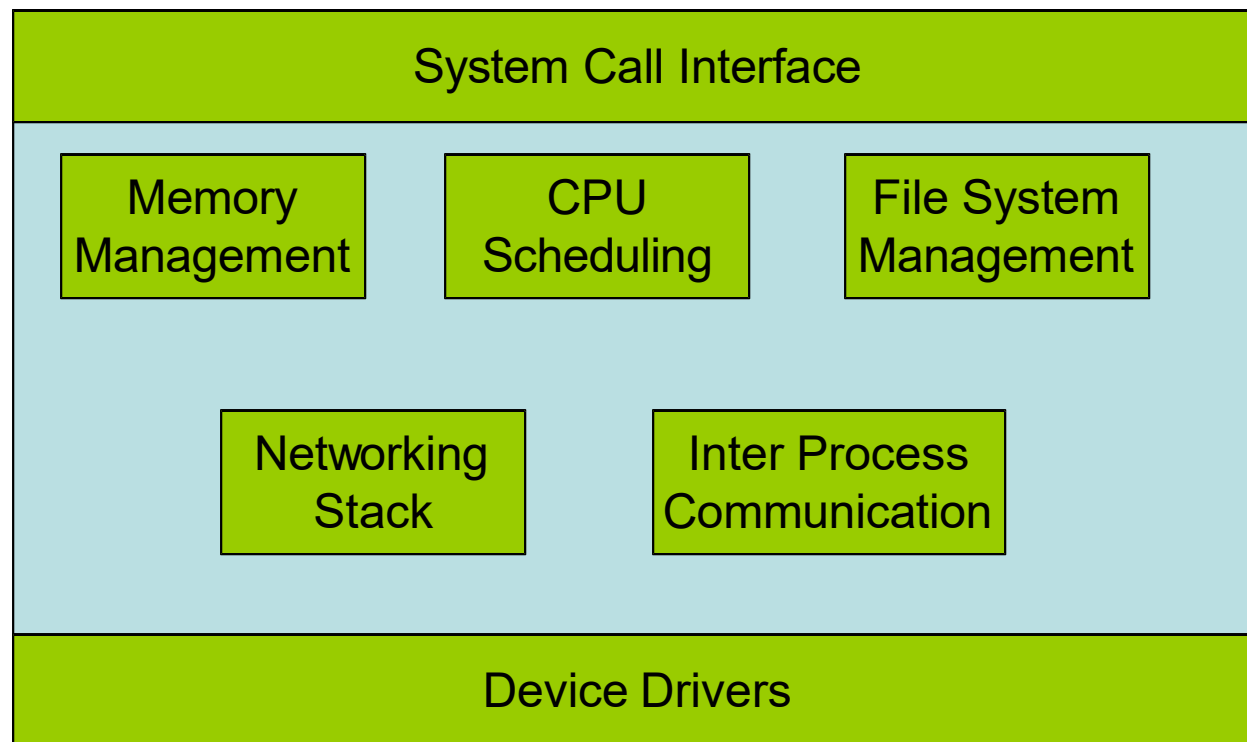 System Call Interface
Memory
Management
CPU
Scheduling
File System
Management
Networking
Stack
Inter Process
Communication
Device Drivers